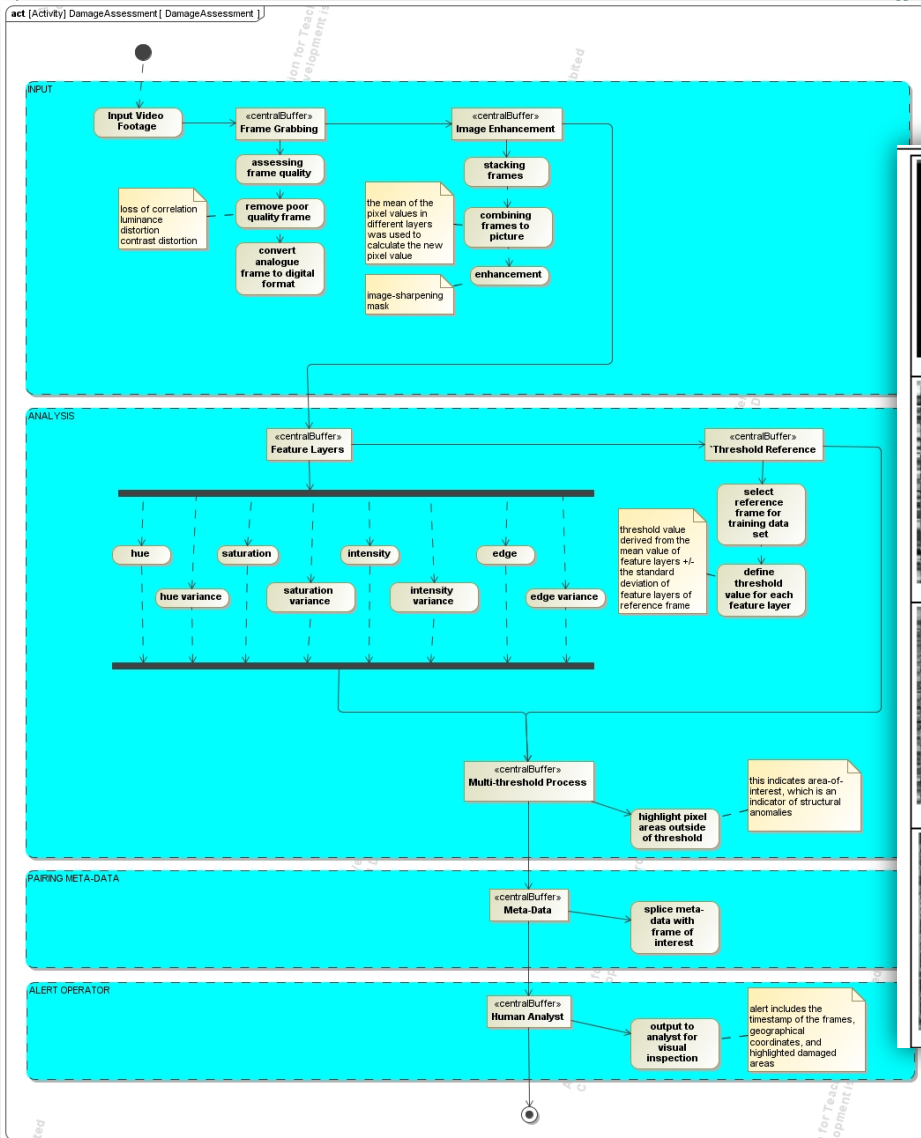 act [Activity] DamageAssessment [ DamageAssessment ]
INPUT
Input Video
Footage
«centralBuffer»
Frame Grabbing
assessing
frame quality
remove poor
quality frame
convert
analogue
frame to digital
format
loss of correlation
luminance
distortion
contrast distortion
«centralBuffer»
Image Enhancement
stacking
frames
combining
frames to
picture
enhancement
the mean of the
pixel values in
different layers
was used to
calculate the new
pixel value
image-sharpening
mask
ANALYSIS
«centralBuffer»
Feature Layers
hue
hue variance
saturation
saturation
variance
intensity
intensity
variance
edge
edge variance
«centralBuffer»
`Threshold Reference
select
reference
frame for
training data
set
define
threshold
value for each
feature layer
threshold value
derived from the
mean value of
feature layers +/-
the standard
deviation of
feature layers of
reference frame
«centralBuffer»
Multi-threshold Process
highlight pixel
areas outside
of threshold
this indicates area-of-
interest, which is an
indicator of structural
anomalies
PAIRING META-DATA
«centralBuffer»
Meta-Data
splice meta-
data with
frame of
interest
ALERT OPERATOR
«centralBuffer»
Human Analyst
output to
analyst for
visual
inspection
alert includes the
timestamp of the frames,
geographical
coordinates, and
highlighted damaged
areas